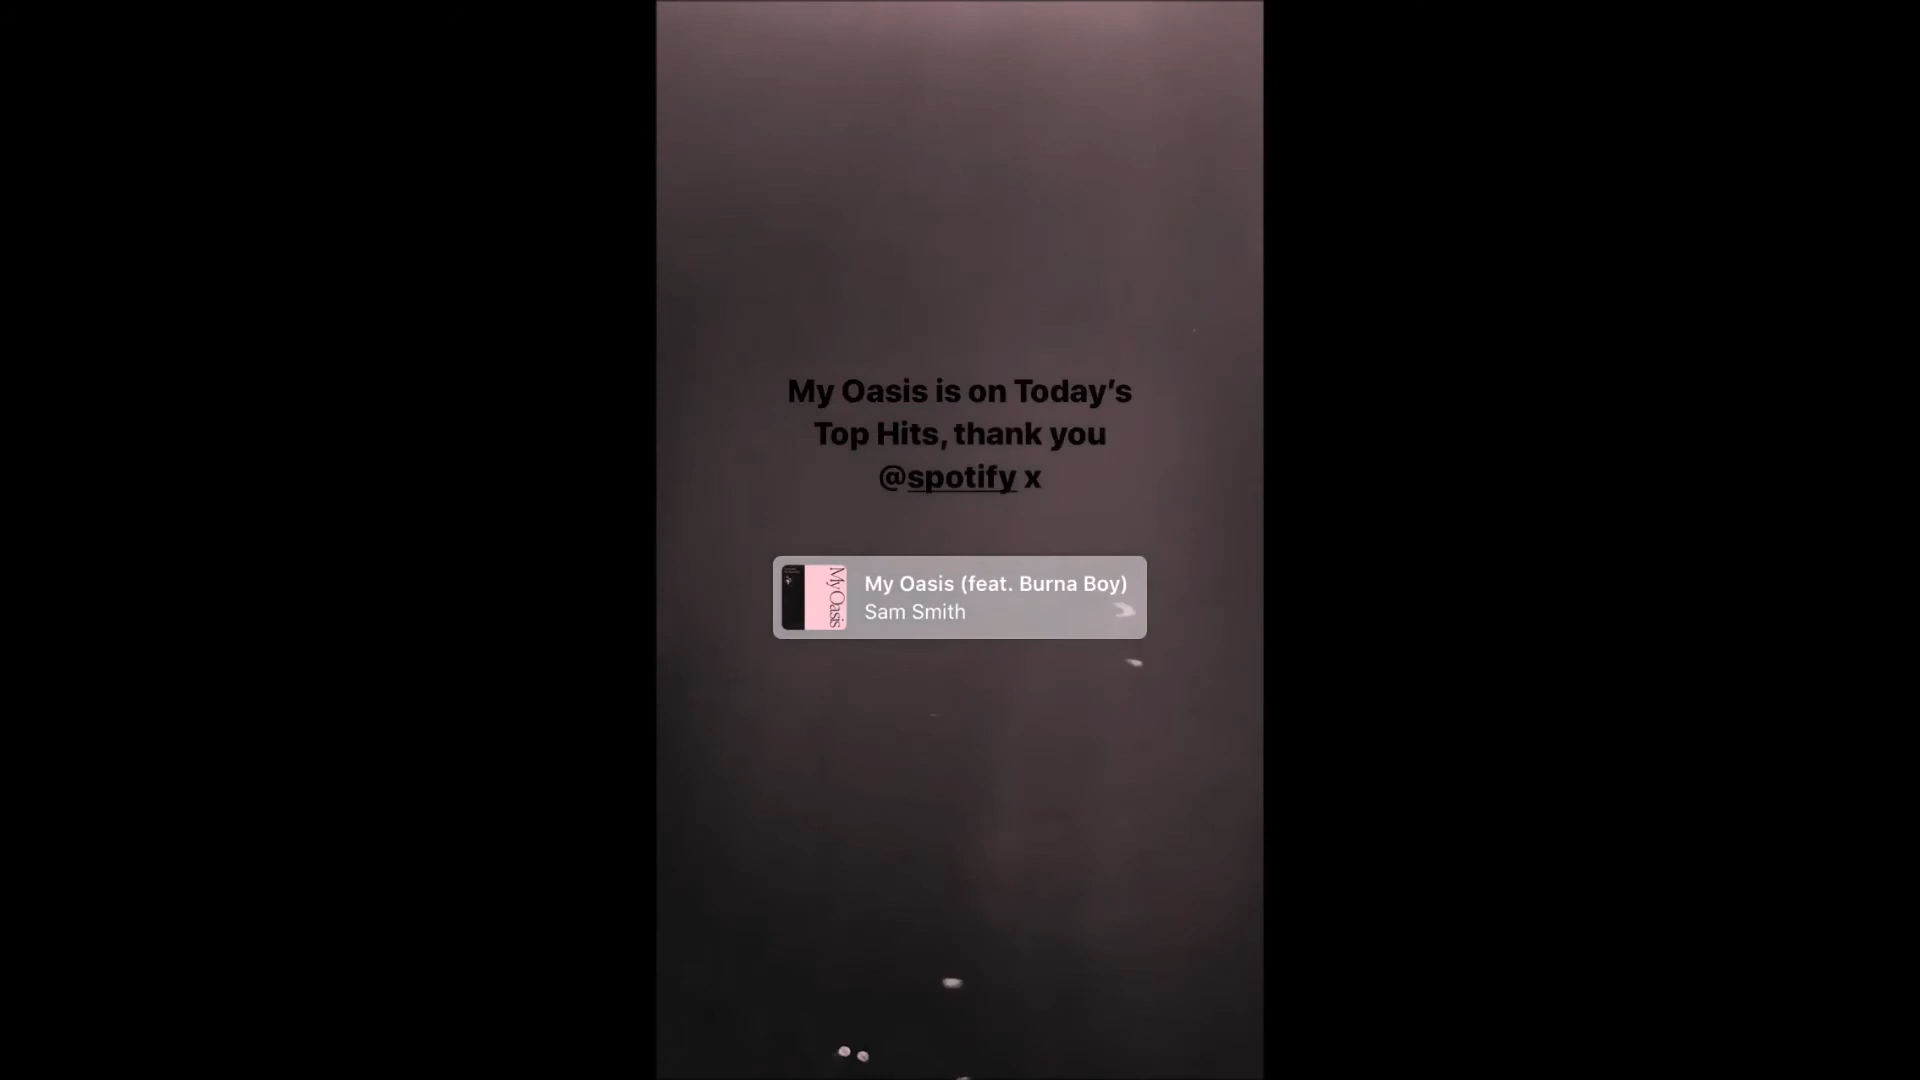 My Oasis is on Today's
Top Hits, thank you
@spotify x
My Oasis
My Oasis (feat. Burna Boy)
Sam Smith